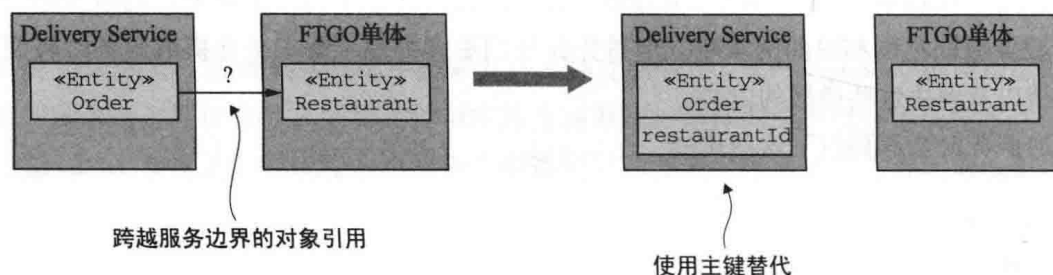 Delivery Service
FTGO单体
«Entity»
Order
?
«Entity»
Restaurant
跨越服务边界的对象引用
Delivery Service
FTGO单体
«Entity»
Order
restaurantId
«Entity»
Restaurant
使用主键替代